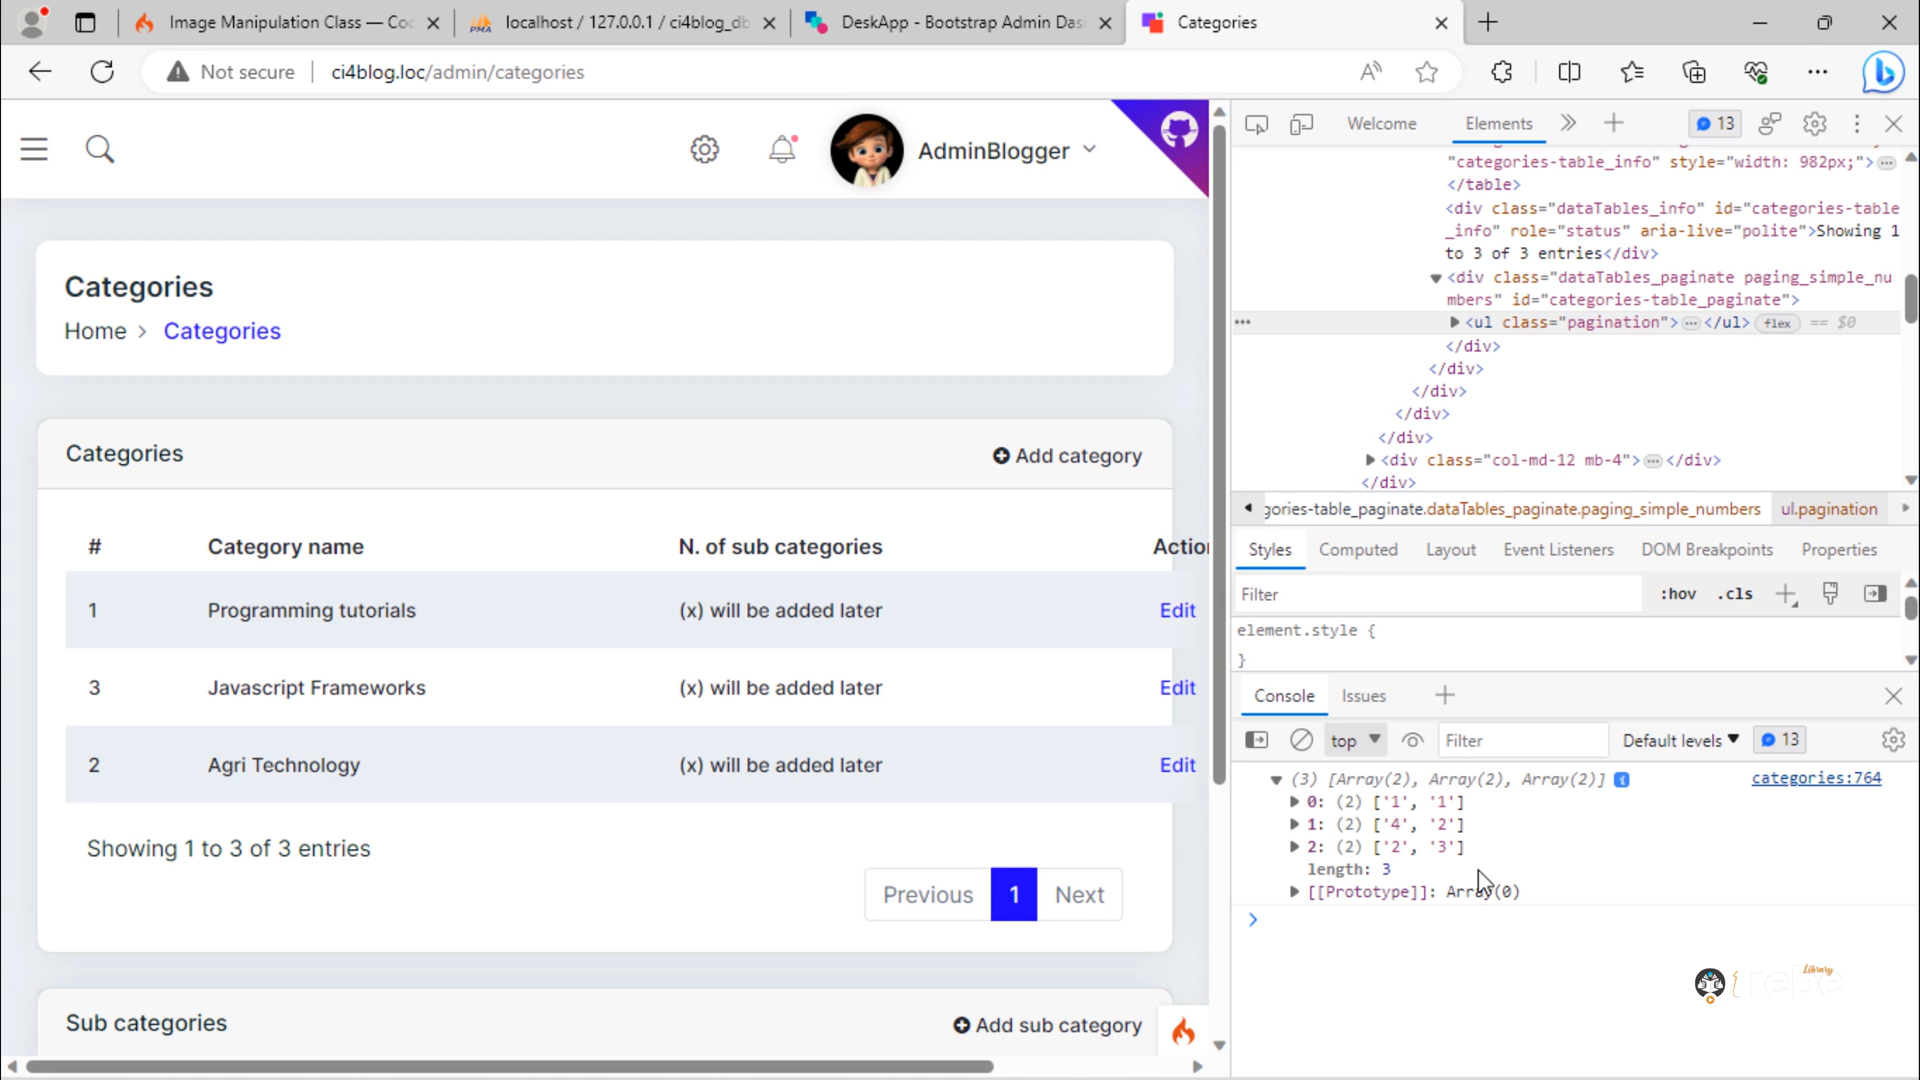 Image Manipulation Class — Coc
localhost / 127.0.0.1 / ci4blog_db
DeskApp - Bootstrap Admin Das
Categories
Not secure
ci4blog.loc/admin/categories
AdminBlogger
Categories
Home > Categories
Categories
Add category
# Category name N. of sub categories Action
1 Programming tutorials (x) will be added later Edit
3 Javascript Frameworks (x) will be added later Edit
2 Agri Technology (x) will be added later Edit
Showing 1 to 3 of 3 entries
Previous 1 Next
Sub categories
Add sub category
Welcome Elements 13
"categories-table_info" style="width: 982px;">
</table>
<div class="dataTables_info" id="categories-table
_info" role="status" aria-live="polite">Showing 1
to 3 of 3 entries</div>
<div class="dataTables_paginate paging_simple_nu
mbers" id="categories-table_paginate">
<ul class="pagination">…</ul> flex == $0
</div>
</div>
</div>
</div>
</div>
<div class="col-md-12 mb-4">…</div>
</div>
gories-table_paginate.dataTables_paginate.paging_simple_numbers ul.pagination
Styles Computed Layout Event Listeners DOM Breakpoints Properties
Filter :hov .cls
element.style {
}
Console Issues
top Filter Default levels 13
(3) [Array(2), Array(2), Array(2)] categories:764
0: (2) ['1', '1']
1: (2) ['4', '2']
2: (2) ['2', '3']
length: 3
[[Prototype]]: Array(0)
Library